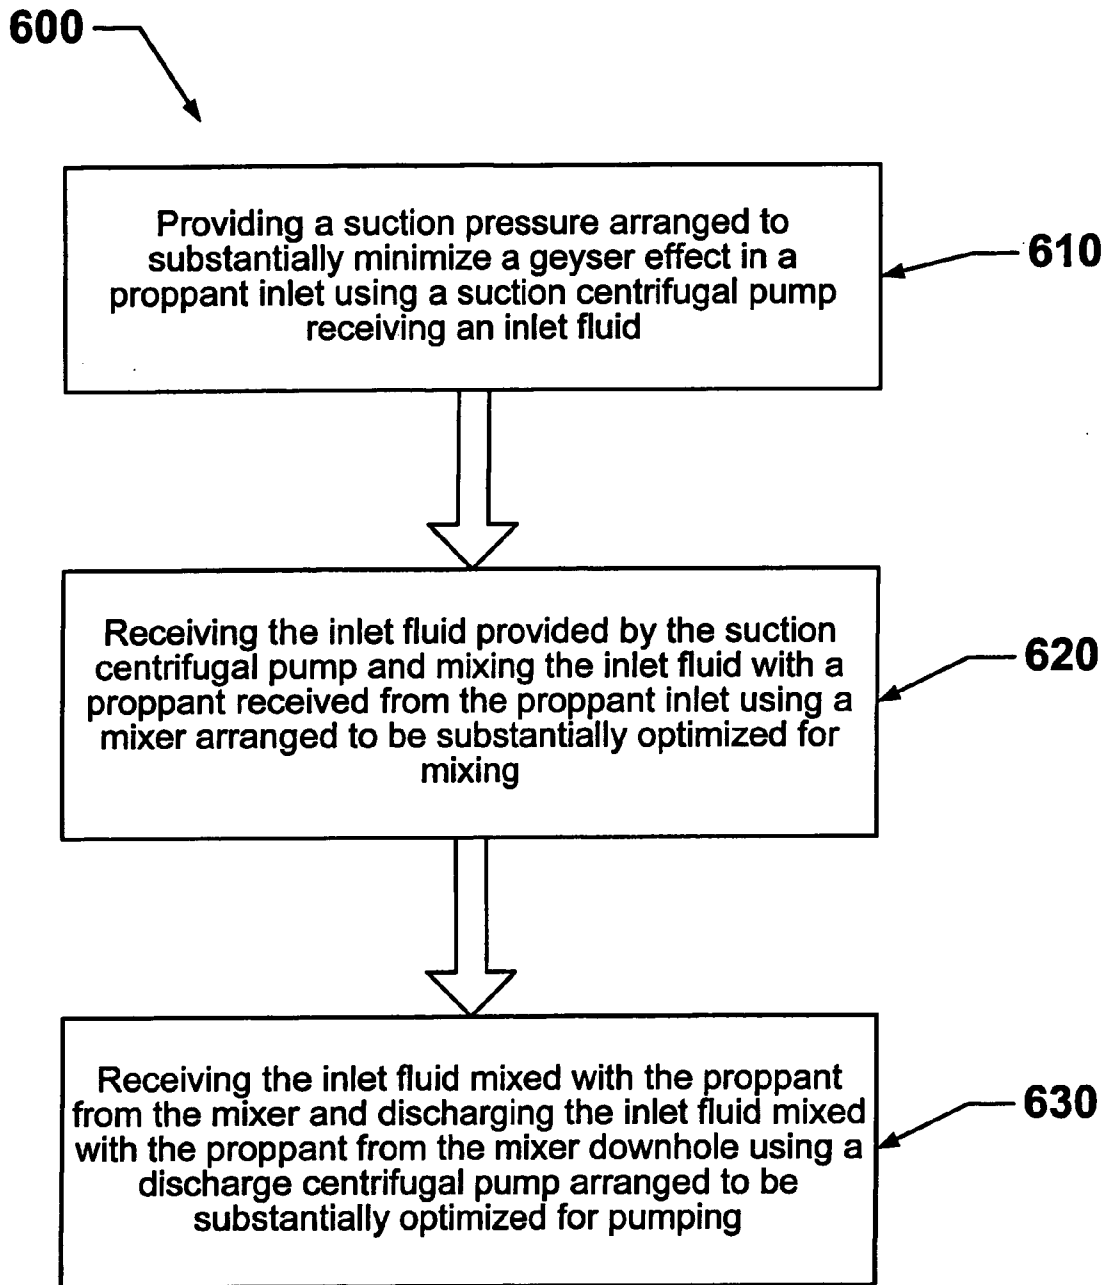 600
Providing a suction pressure arranged to
substantially minimize a geyser effect in a
proppant inlet using a suction centrifugal pump
receiving an inlet fluid
610
Receiving the inlet fluid provided by the suction
centrifugal pump and mixing the inlet fluid with a
proppant received from the proppant inlet using a
mixer arranged to be substantially optimized for
mixing
620
Receiving the inlet fluid mixed with the proppant
from the mixer and discharging the inlet fluid mixed
with the proppant from the mixer downhole using a
discharge centrifugal pump arranged to be
substantially optimized for pumping
630